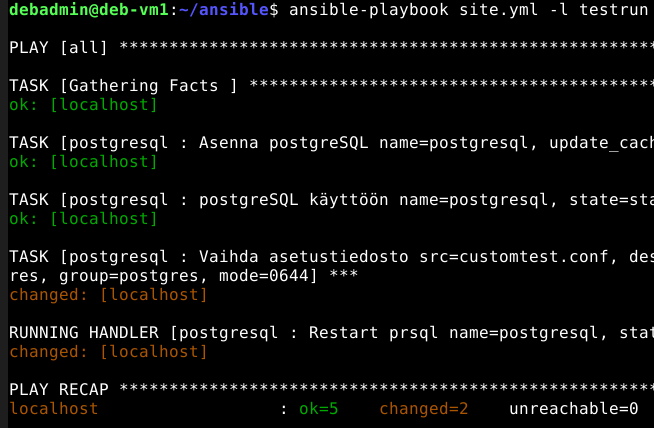 debadmin@deb-vm1:~/ansible$ ansible-playbook site.yml -l testrun
PLAY [all] ******************************************************
TASK [Gathering Facts ] *****************************************
ok: [localhost]
TASK [postgresql : Asenna postgreSQL name=postgresql, update_cach
ok: [localhost]
TASK [postgresql : postgreSQL käyttöön name=postgresql, state=sta
ok: [localhost]
TASK [postgresql : Vaihda asetustiedosto src=customtest.conf, des
res, group=postgres, mode=0644] ***
changed: [localhost]
RUNNING HANDLER [postgresql : Restart prsql name=postgresql, stat
changed: [localhost]
PLAY RECAP ******************************************************
localhost                  : ok=5    changed=2    unreachable=0